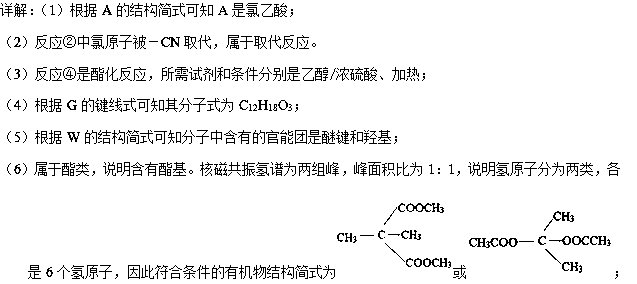 详解：（1）根据 A 的结构简式可知 A 是氯乙酸；
（2）反应②中氯原子被－CN 取代，属于取代反应。
（3）反应④是酯化反应，所需试剂和条件分别是乙醇/浓硫酸、加热；
（4）根据 G 的键线式可知其分子式为 C12H18O3；
（5）根据 W 的结构简式可知分子中含有的官能团是醚键和羟基；
（6）属于酯类，说明含有酯基。核磁共振氢谱为两组峰，峰面积比为 1：1，说明氢原子分为两类，各
COOCH3
CH3 C CH3
COOCH3
CH3
CH3COO C OOCCH3
CH3
是 6 个氢原子，因此符合条件的有机物结构简式为 或 ；